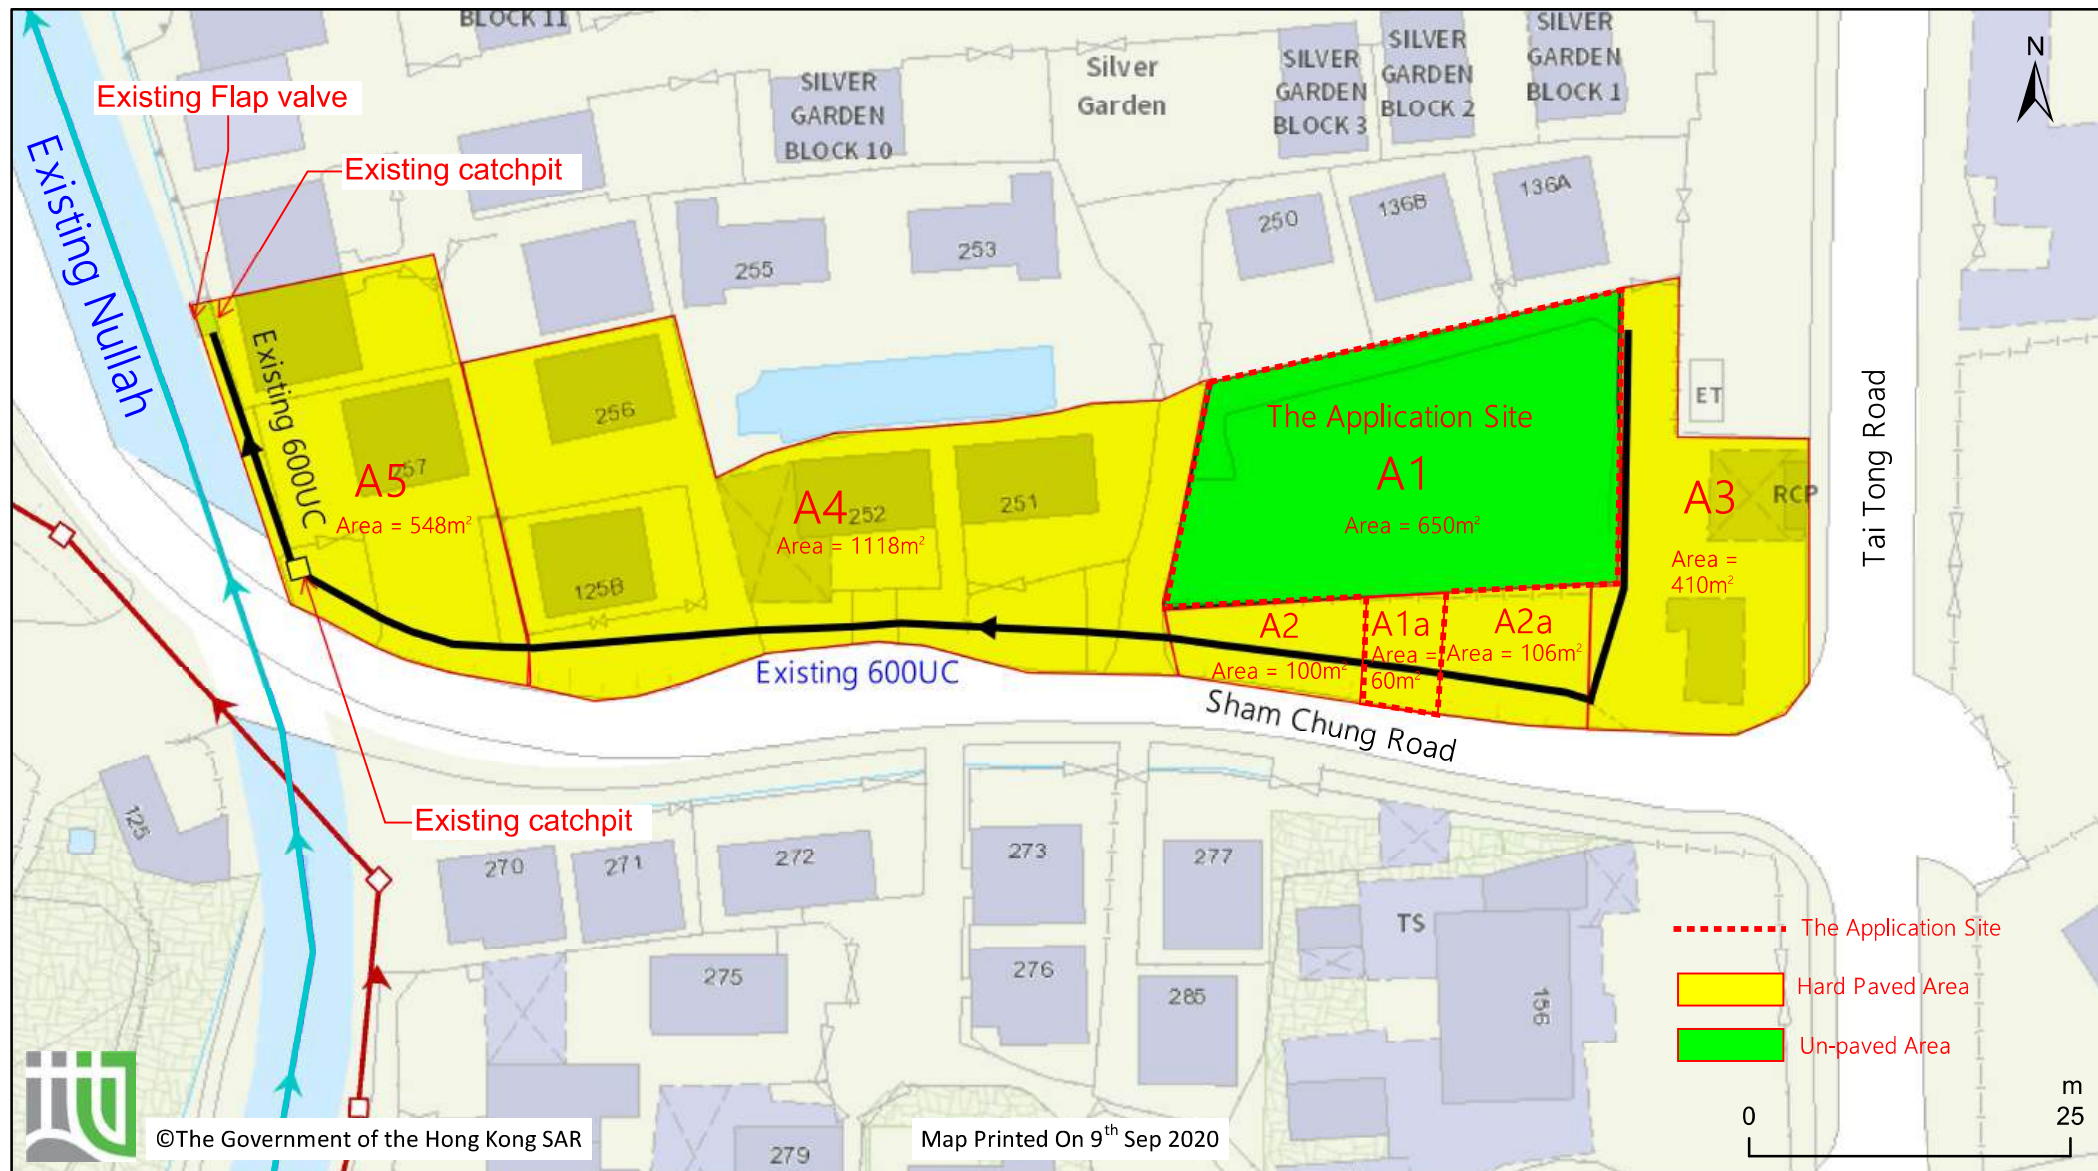 BLOCK 11
SILVER
GARDEN
BLOCK 10
Silver
Garden
SILVER
GARDEN
BLOCK 3
SILVER
GARDEN
BLOCK 2
SILVER
GARDEN
BLOCK 1
N
Existing Flap valve
Existing catchpit
Existing Nullah
Existing 600UC
255
253
250
136B
136A
256
257
125B
252
251
A5
Area = 548m²
A4
Area = 1118m²
The Application Site
A1
Area = 650m²
ET
RCP
A3
Area =
410m²
Tai Tong Road
A2
Area = 100m²
A1a
Area =
60m²
A2a
Area = 106m²
Existing 600UC
Sham Chung Road
Existing catchpit
125
270
271
272
273
277
275
276
285
TS
156
279
The Application Site
Hard Paved Area
Un-paved Area
m
0
25
©The Government of the Hong Kong SAR
Map Printed On 9th Sep 2020